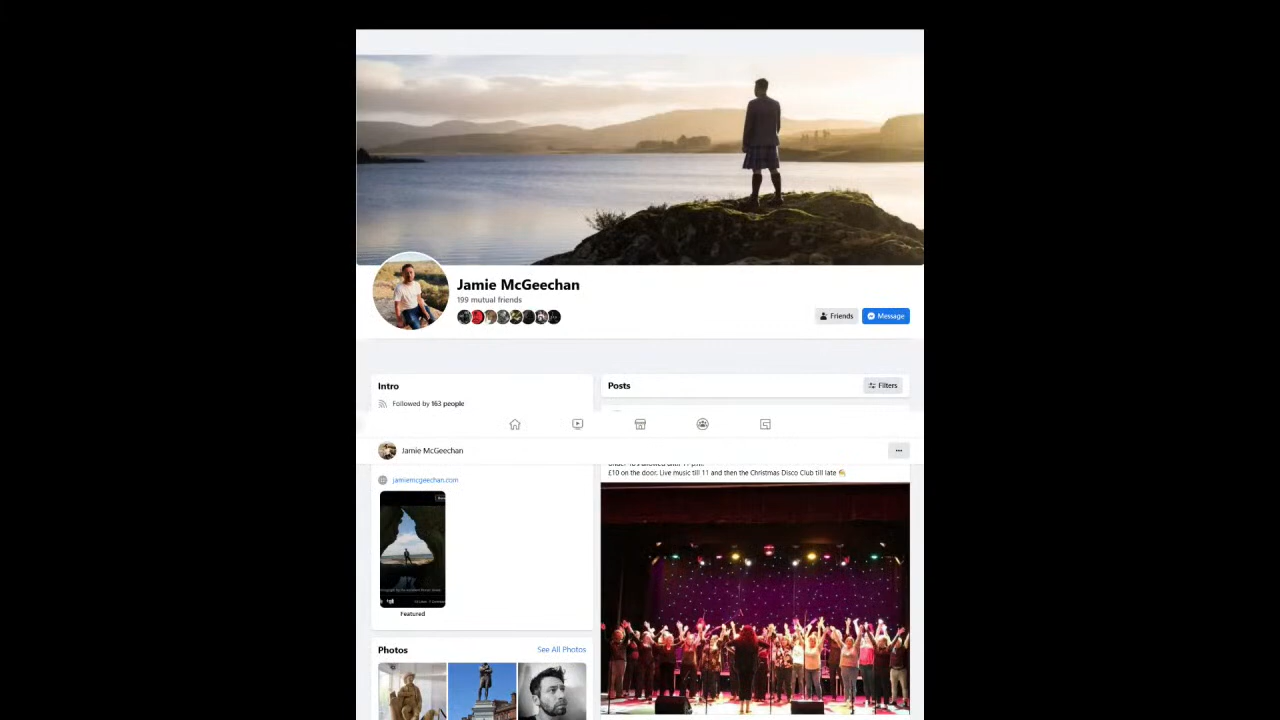 Jamie McGeechan
199 mutual friends
Friends
Message
Intro
Followed by 163 people
Posts
Filters
Jamie McGeechan
jamiemcgeechan.com
Featured
Photos
See All Photos
£10 on the door. Live music till 11 and then the Christmas Disco Club till late